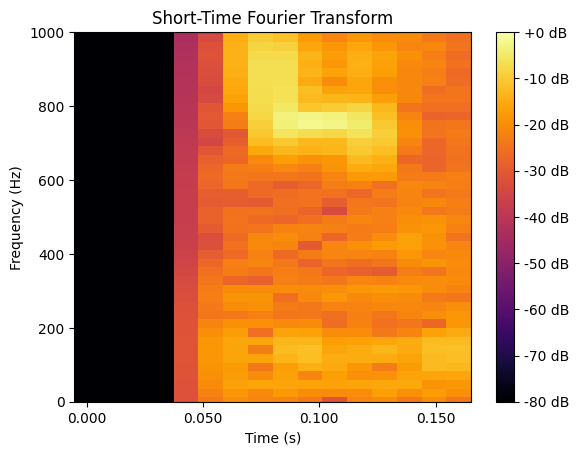 Short-Time Fourier Transform
1000
800
600
400
200
0
Frequency (Hz)
0.000
0.050
0.100
0.150
Time (s)
+0 dB
-10 dB
-20 dB
-30 dB
-40 dB
-50 dB
-60 dB
-70 dB
-80 dB